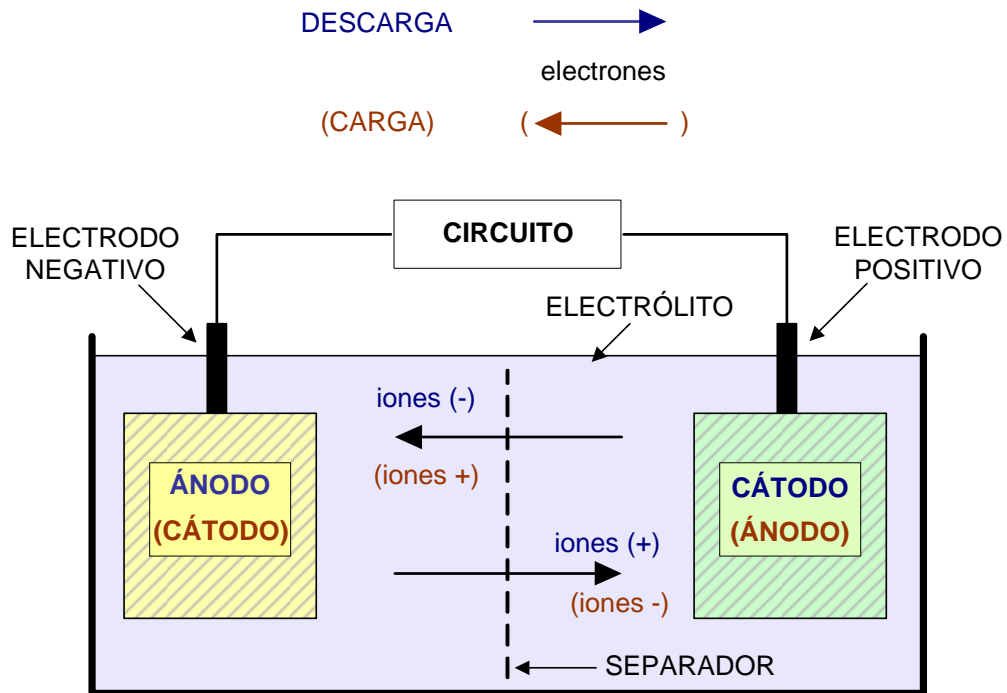 DESCARGA
electrones
(CARGA) ( )
CIRCUITO
ELECTRODO
NEGATIVO
ELECTRODO
POSITIVO
ELECTRÓLITO
iones (-)
(iones +)
ÁNODO
(CÁTODO)
CÁTODO
(ÁNODO)
iones (+)
(iones -)
SEPARADOR